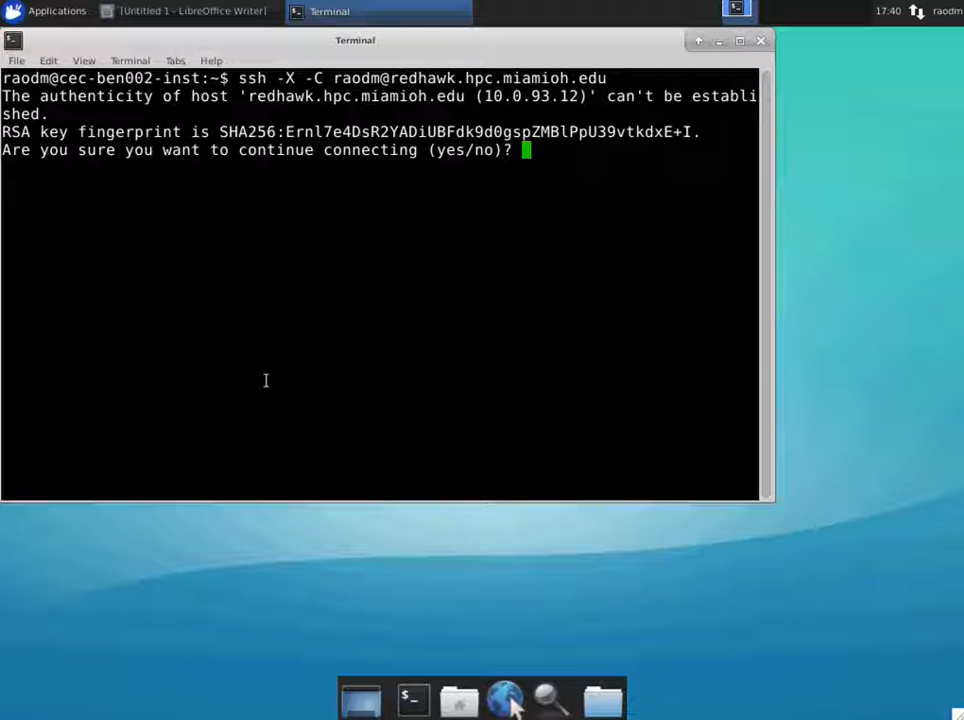 Applications [Untitled 1 - LibreOffice Writer] Terminal 17:40 raodm
Terminal
File Edit View Terminal Tabs Help
raodm@cec-ben002-inst:~$ ssh -X -C raodm@redhawk.hpc.miamioh.edu
The authenticity of host 'redhawk.hpc.miamioh.edu (10.0.93.12)' can't be establi
shed.
RSA key fingerprint is SHA256:Ernl7e4DsR2YADiUBFdk9d0gspZMBlPpU39vtkdxE+I.
Are you sure you want to continue connecting (yes/no)?